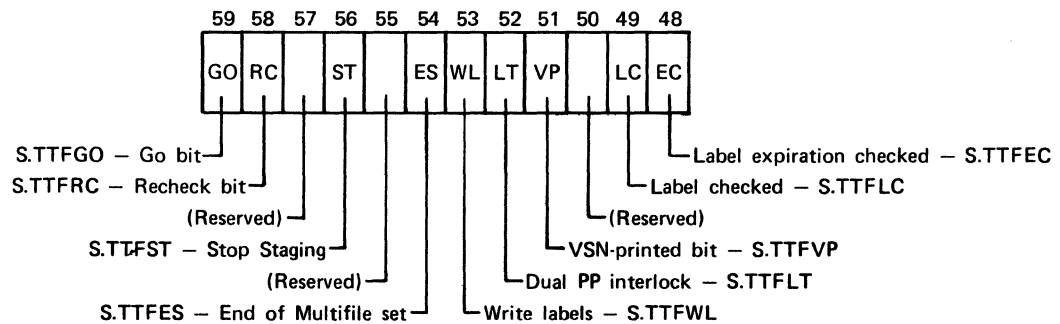 59 58 57 56 55 54 53 52 51 50 49 48
GO RC ST ES WL LT VP LC EC
S.TTFGO — Go bit
Label expiration checked — S.TTFEC
S.TTFRC — Recheck bit
Label checked — S.TTFLC
(Reserved)
(Reserved)
S.TTFST — Stop Staging
VSN-printed bit — S.TTFVP
(Reserved)
Dual PP interlock — S.TTFLT
S.TTFES — End of Multifile set
Write labels — S.TTFWL